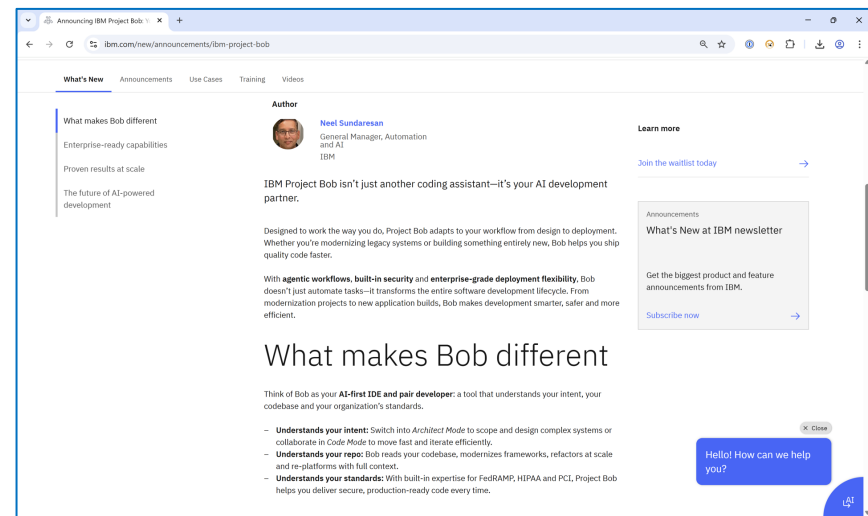 Announcing IBM Project Bob: Y
ibm.com/new/announcements/ibm-project-bob
What's New Announcements Use Cases Training Videos
What makes Bob different
Enterprise-ready capabilities
Proven results at scale
The future of AI-powered
development
Author
Neel Sundaresan
General Manager, Automation
and AI
IBM
IBM Project Bob isn't just another coding assistant—it's your AI development
partner.
Designed to work the way you do, Project Bob adapts to your workflow from design to deployment.
Whether you're modernizing legacy systems or building something entirely new, Bob helps you ship
quality code faster.
With agentic workflows, built-in security and enterprise-grade deployment flexibility, Bob
doesn't just automate tasks—it transforms the entire software development lifecycle. From
modernization projects to new application builds, Bob makes development smarter, safer and more
efficient.
What makes Bob different
Think of Bob as your AI-first IDE and pair developer: a tool that understands your intent, your
codebase and your organization's standards.
– Understands your intent: Switch into Architect Mode to scope and design complex systems or
collaborate in Code Mode to move fast and iterate efficiently.
– Understands your repo: Bob reads your codebase, modernizes frameworks, refactors at scale
and re-platforms with full context.
– Understands your standards: With built-in expertise for FedRAMP, HIPAA and PCI, Project Bob
helps you deliver secure, production-ready code every time.
Learn more
Join the waitlist today
Announcements
What's New at IBM newsletter
Get the biggest product and feature
announcements from IBM.
Subscribe now
Close
Hello! How can we help
you?
AI